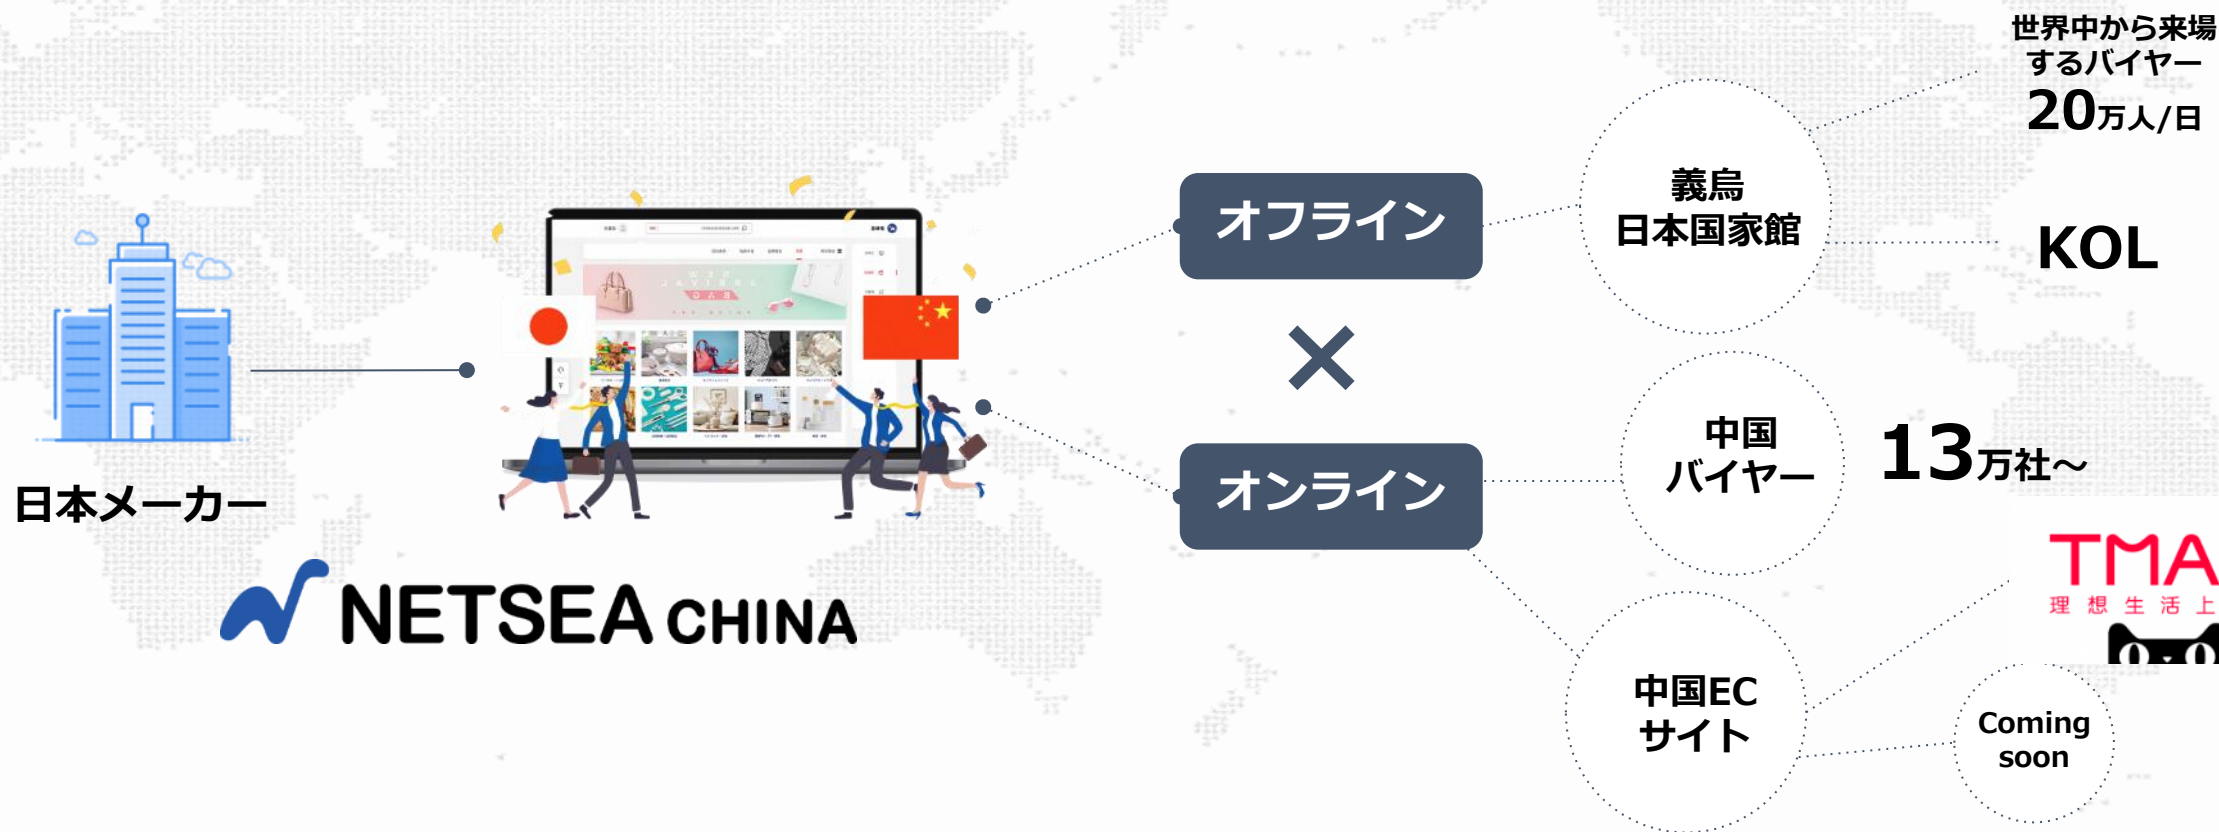 世界中から来場
するバイヤー
20万人/日
オフライン
義烏
日本国家館
KOL
×
中国
バイヤー
13万社～
オンライン
日本メーカー
NETSEA CHINA
TMA
理想生活上
中国EC
サイト
Coming
soon